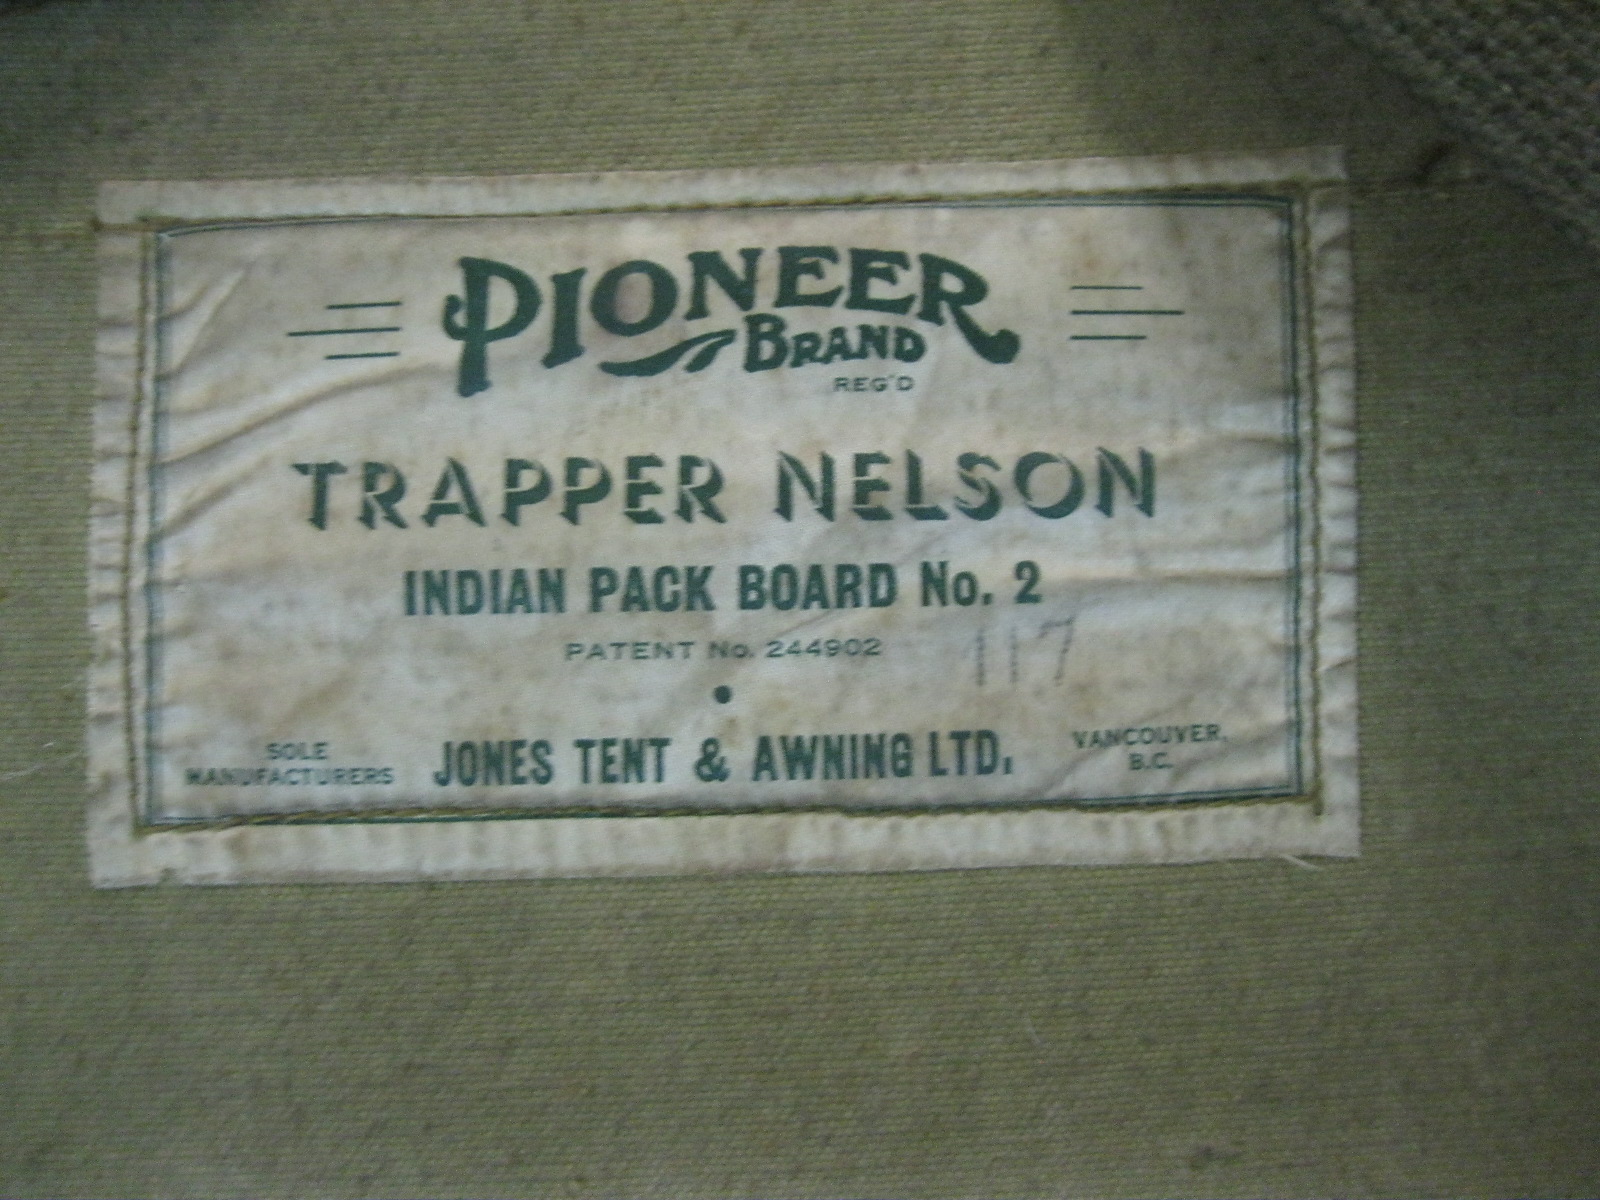 PIONEER
BRAND
REG'D
TRAPPER NELSON
INDIAN PACK BOARD No. 2
PATENT No. 244902
117
SOLE MANUFACTURERS
JONES TENT & AWNING LTD.
VANCOUVER, B.C.